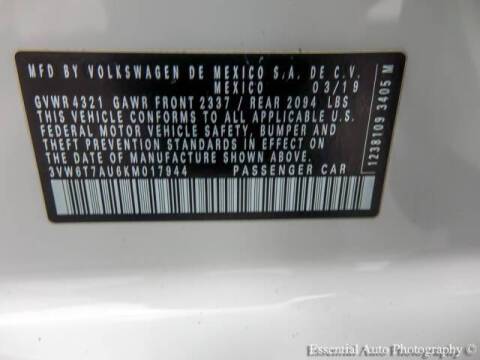 MFD BY VOLKSWAGEN DE MEXICO S.A. DE C.V.
MEXICO 03/19
GVWR 4321 GAWR FRONT 2337 / REAR 2094 LBS
THIS VEHICLE CONFORMS TO ALL APPLICABLE U.S.
FEDERAL MOTOR VEHICLE SAFETY, BUMPER AND
THEFT PREVENTION STANDARDS IN EFFECT ON
THE DATE OF MANUFACTURE SHOWN ABOVE.
3VW6T7AU6KM017944 PASSENGER CAR
1238109 3405 M
Essential Auto Photography ©